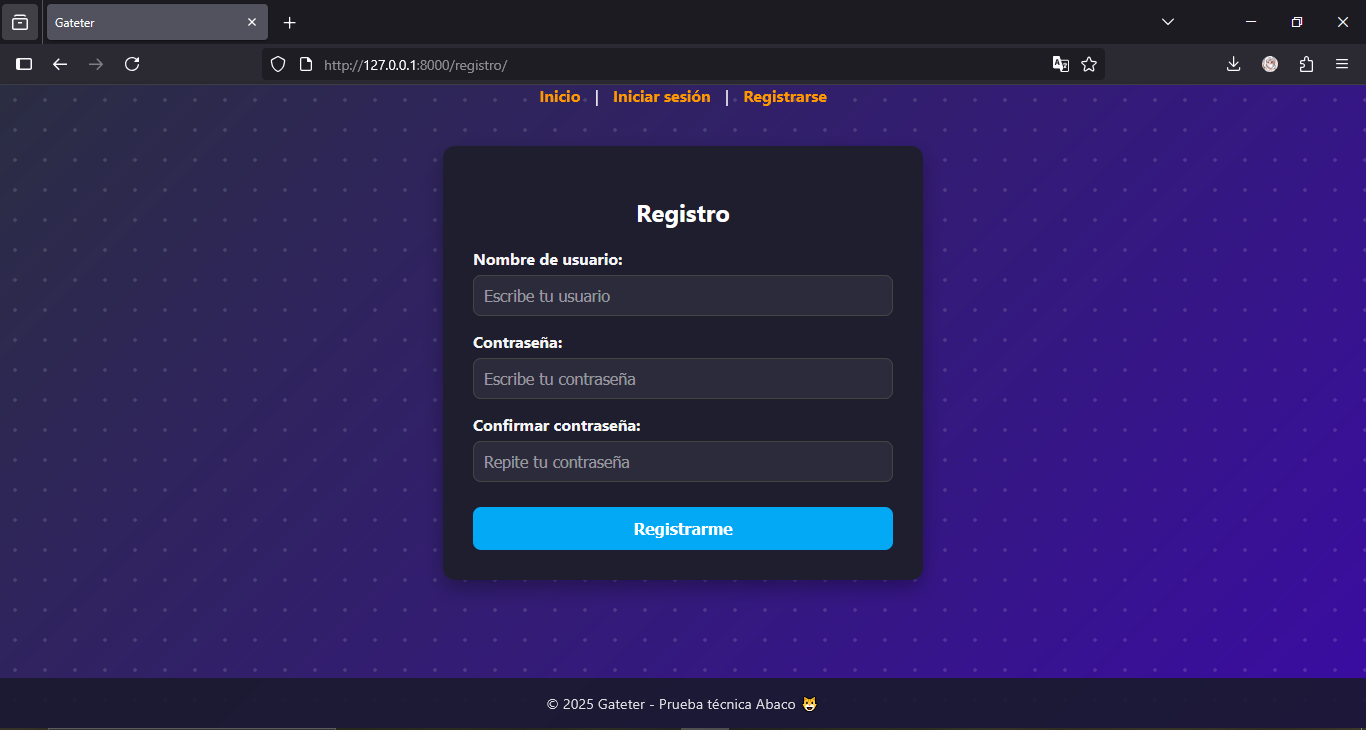 Gateter
http://127.0.0.1:8000/registro/
Inicio | Iniciar sesión | Registrarse
Registro
Nombre de usuario:
Escribe tu usuario
Contraseña:
Escribe tu contraseña
Confirmar contraseña:
Repite tu contraseña
Registrarme
© 2025 Gateter - Prueba técnica Abaco 😺